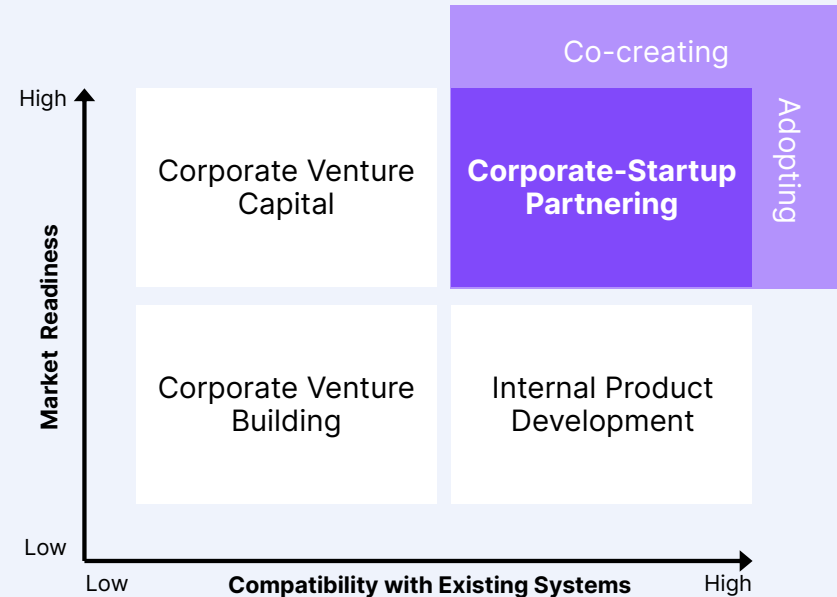 Co-creating
High
Adopting
Corporate Venture
Capital
Corporate-Startup
Partnering
Market Readiness
Corporate Venture
Building
Internal Product
Development
Low
Low
Compatibility with Existing Systems
High